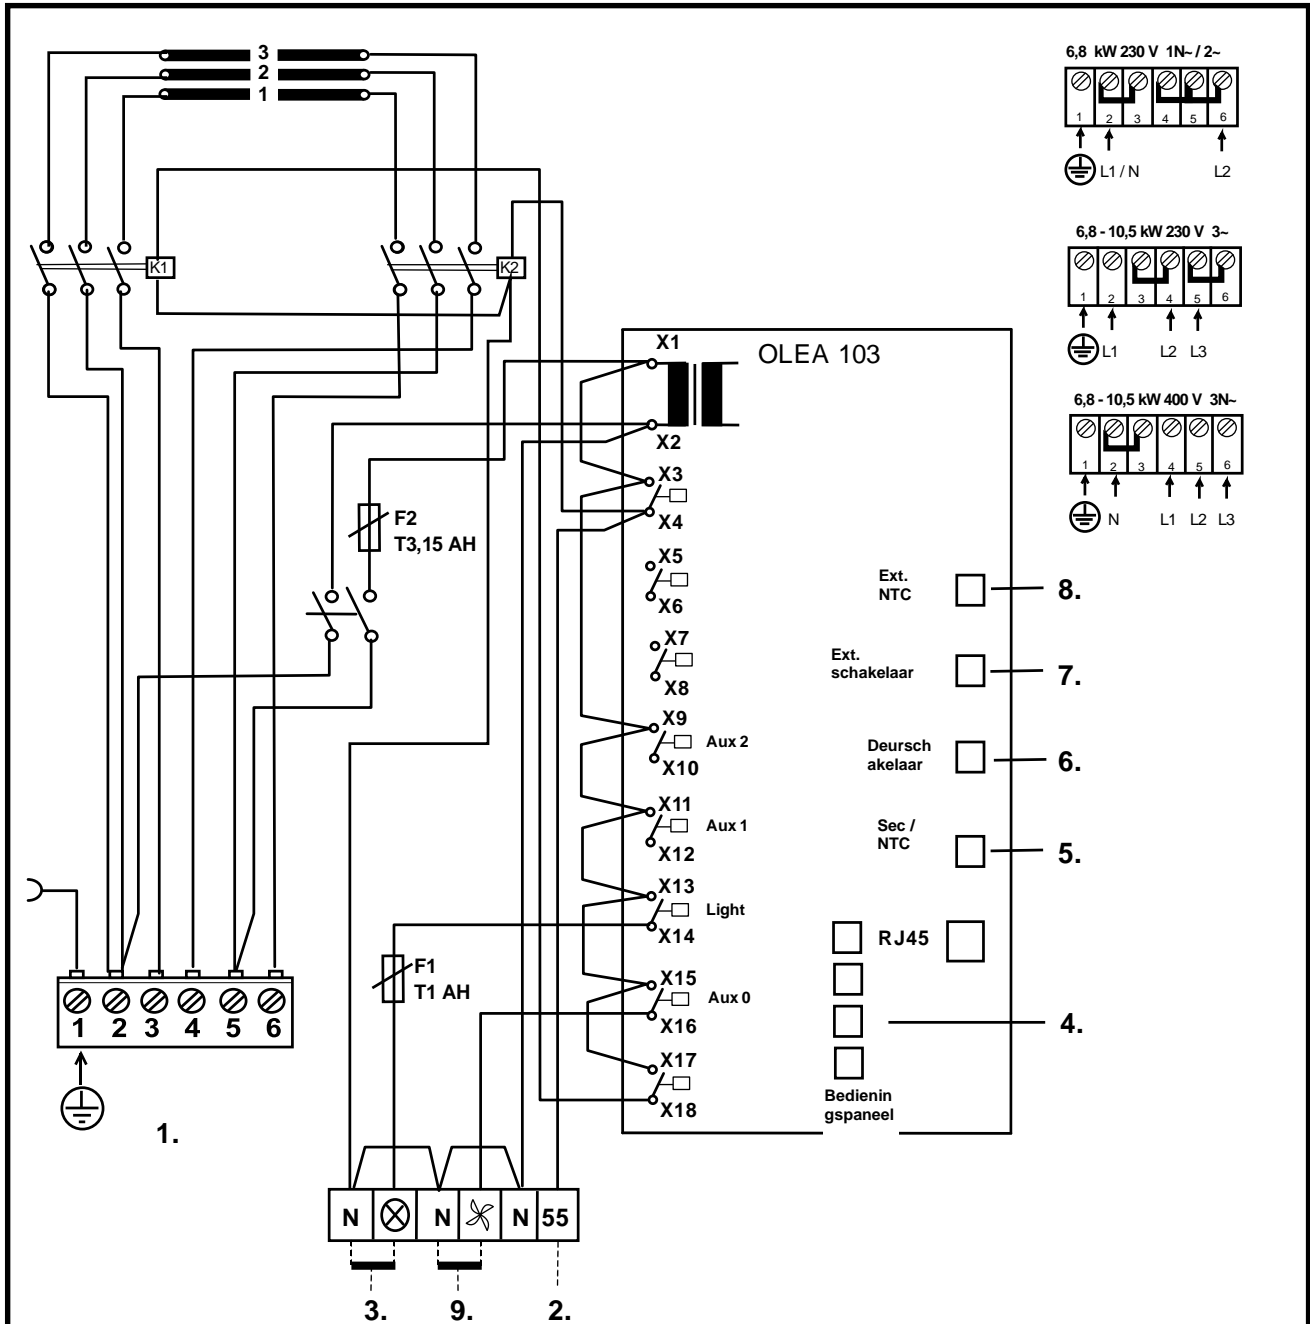 3
2
1
K1
K2
6,8 kW 230 V 1N~ / 2~
1 2 3 4 5 6
L1 / N L2
6,8 - 10,5 kW 230 V 3~
1 2 3 4 5 6
L1 L2 L3
6,8 - 10,5 kW 400 V 3N~
1 2 3 4 5 6
N L1 L2 L3
X1
OLEA 103
X2
X3
X4
F2
T3,15 AH
X5
X6
X7
X8
X9
Aux 2
X10
X11
Aux 1
X12
X13
Light
X14
F1
T1 AH
X15
Aux 0
X16
X17
X18
Ext.
NTC
8.
Ext.
schakelaar
7.
Deursch
akelaar
6.
Sec /
NTC
5.
RJ45
4.
Bedienin
gspaneel
1 2 3 4 5 6
1.
N N N 55
3. 9. 2.